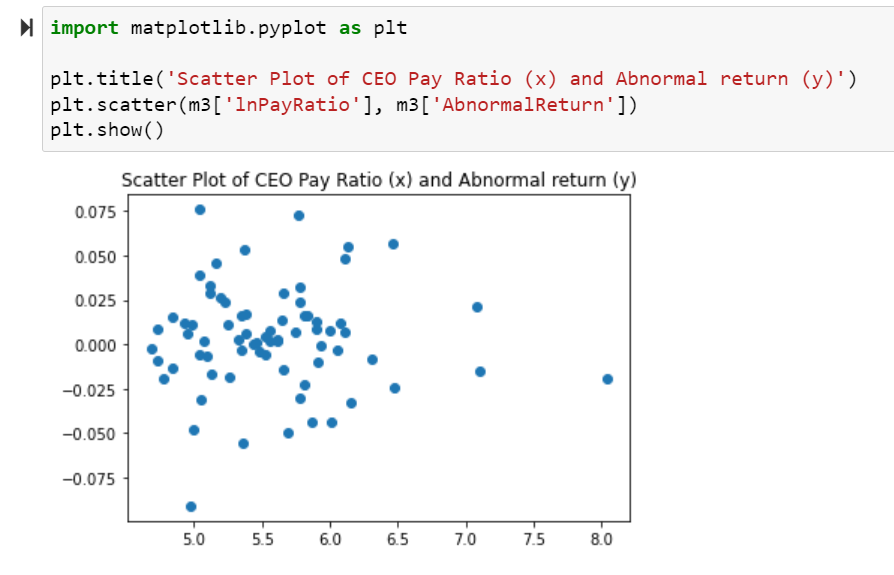 import matplotlib.pyplot as plt
plt.title('Scatter Plot of CEO Pay Ratio (x) and Abnormal return (y)')
plt.scatter(m3['lnPayRatio'], m3['AbnormalReturn'])
plt.show()
Scatter Plot of CEO Pay Ratio (x) and Abnormal return (y)
0.075
0.050
0.025
0.000
−0.025
−0.050
−0.075
5.0 5.5 6.0 6.5 7.0 7.5 8.0